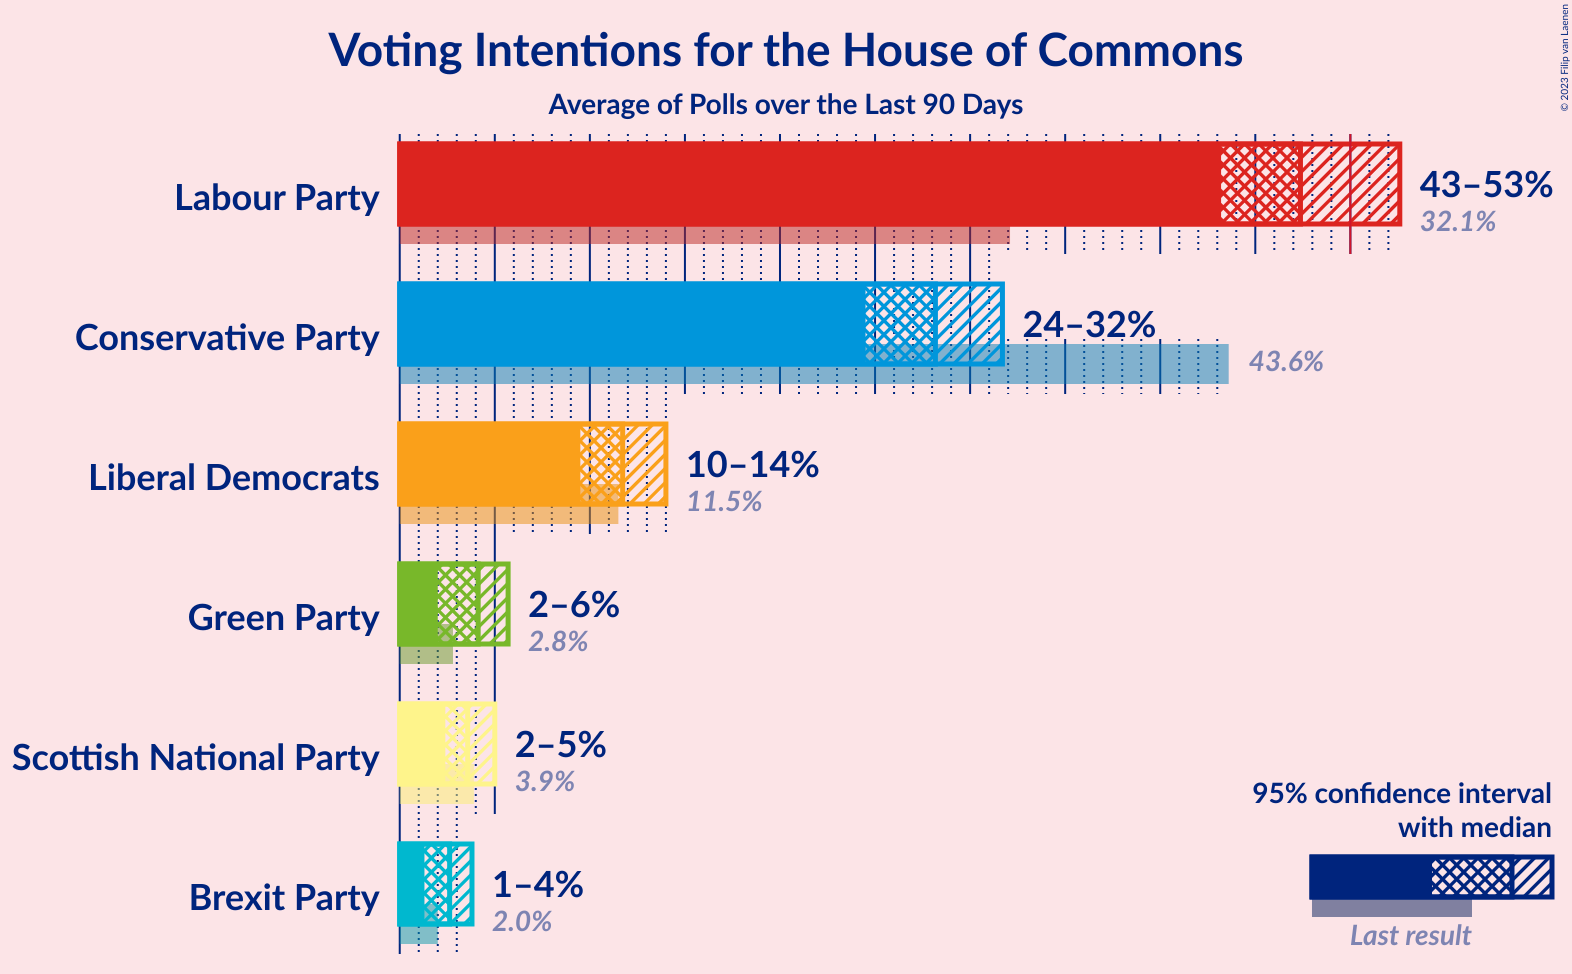 Voting Intentions for the House of Commons
Average of Polls over the Last 90 Days
© 2023 Filip van Laenen
Labour Party
43–53%
32.1%
Conservative Party
24–32%
43.6%
Liberal Democrats
10–14%
11.5%
Green Party
2–6%
2.8%
Scottish National Party
2–5%
3.9%
Brexit Party
1–4%
2.0%
95% confidence interval
with median
Last result